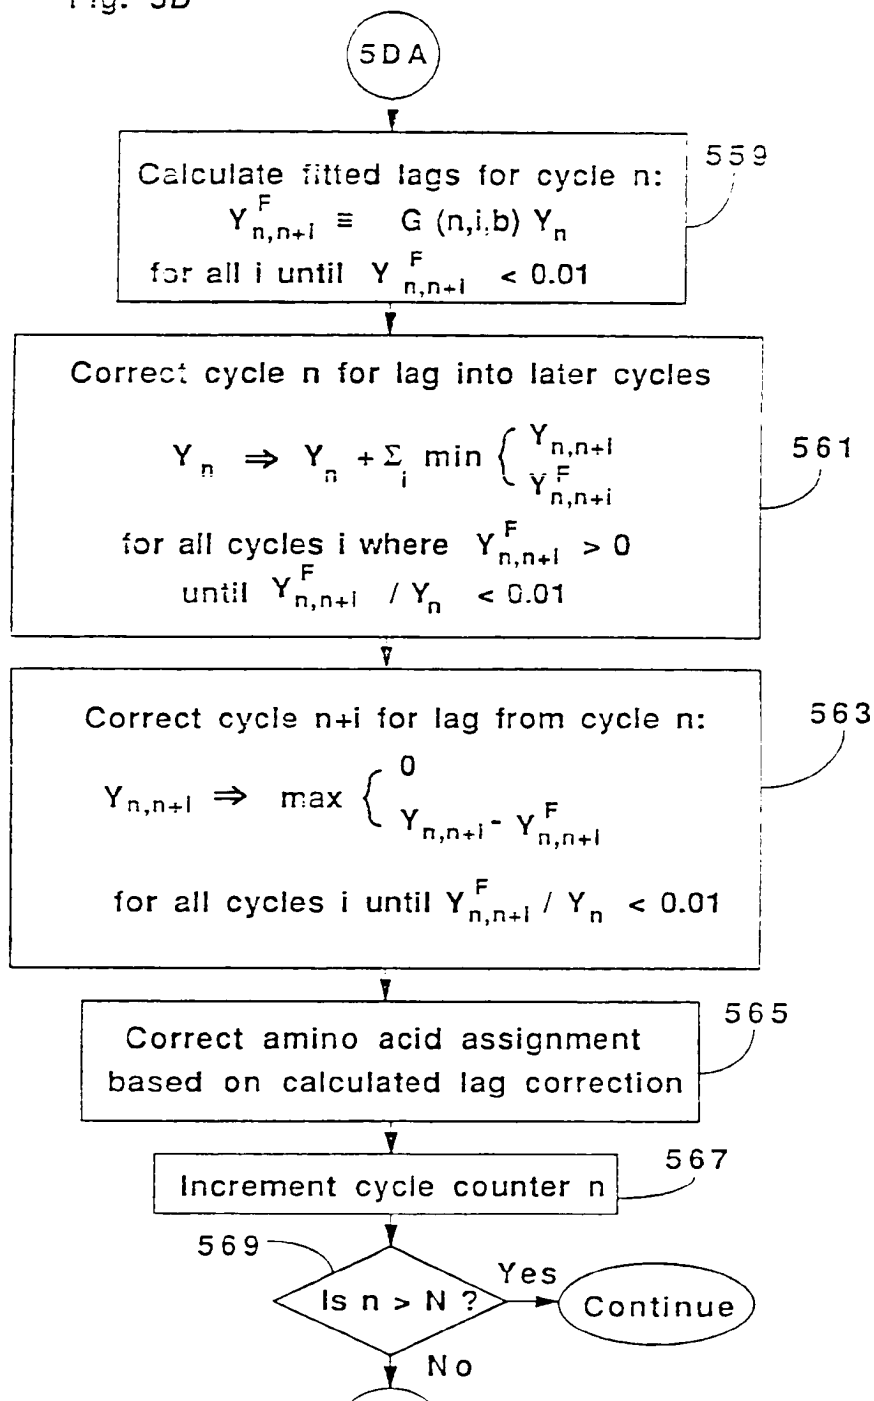 Fig. 5D
5DA
559
Calculate fitted lags for cycle n:
Y^F_{n,n+i} ≡ G (n,i,b) Y_n
for all i until Y^F_{n,n+i} < 0.01
Correct cycle n for lag into later cycles
561
Y_n ⇒ Y_n + Σ_i min { Y_{n,n+i}
Y^F_{n,n+i}
for all cycles i where Y^F_{n,n+i} > 0
until Y^F_{n,n+i} / Y_n < 0.01
563
Correct cycle n+i for lag from cycle n:
Y_{n,n+i} ⇒ max { 0
Y_{n,n+i} - Y^F_{n,n+i}
for all cycles i until Y^F_{n,n+i} / Y_n < 0.01
565
Correct amino acid assignment
based on calculated lag correction
567
Increment cycle counter n
569
Is n > N ?
Yes
Continue
No